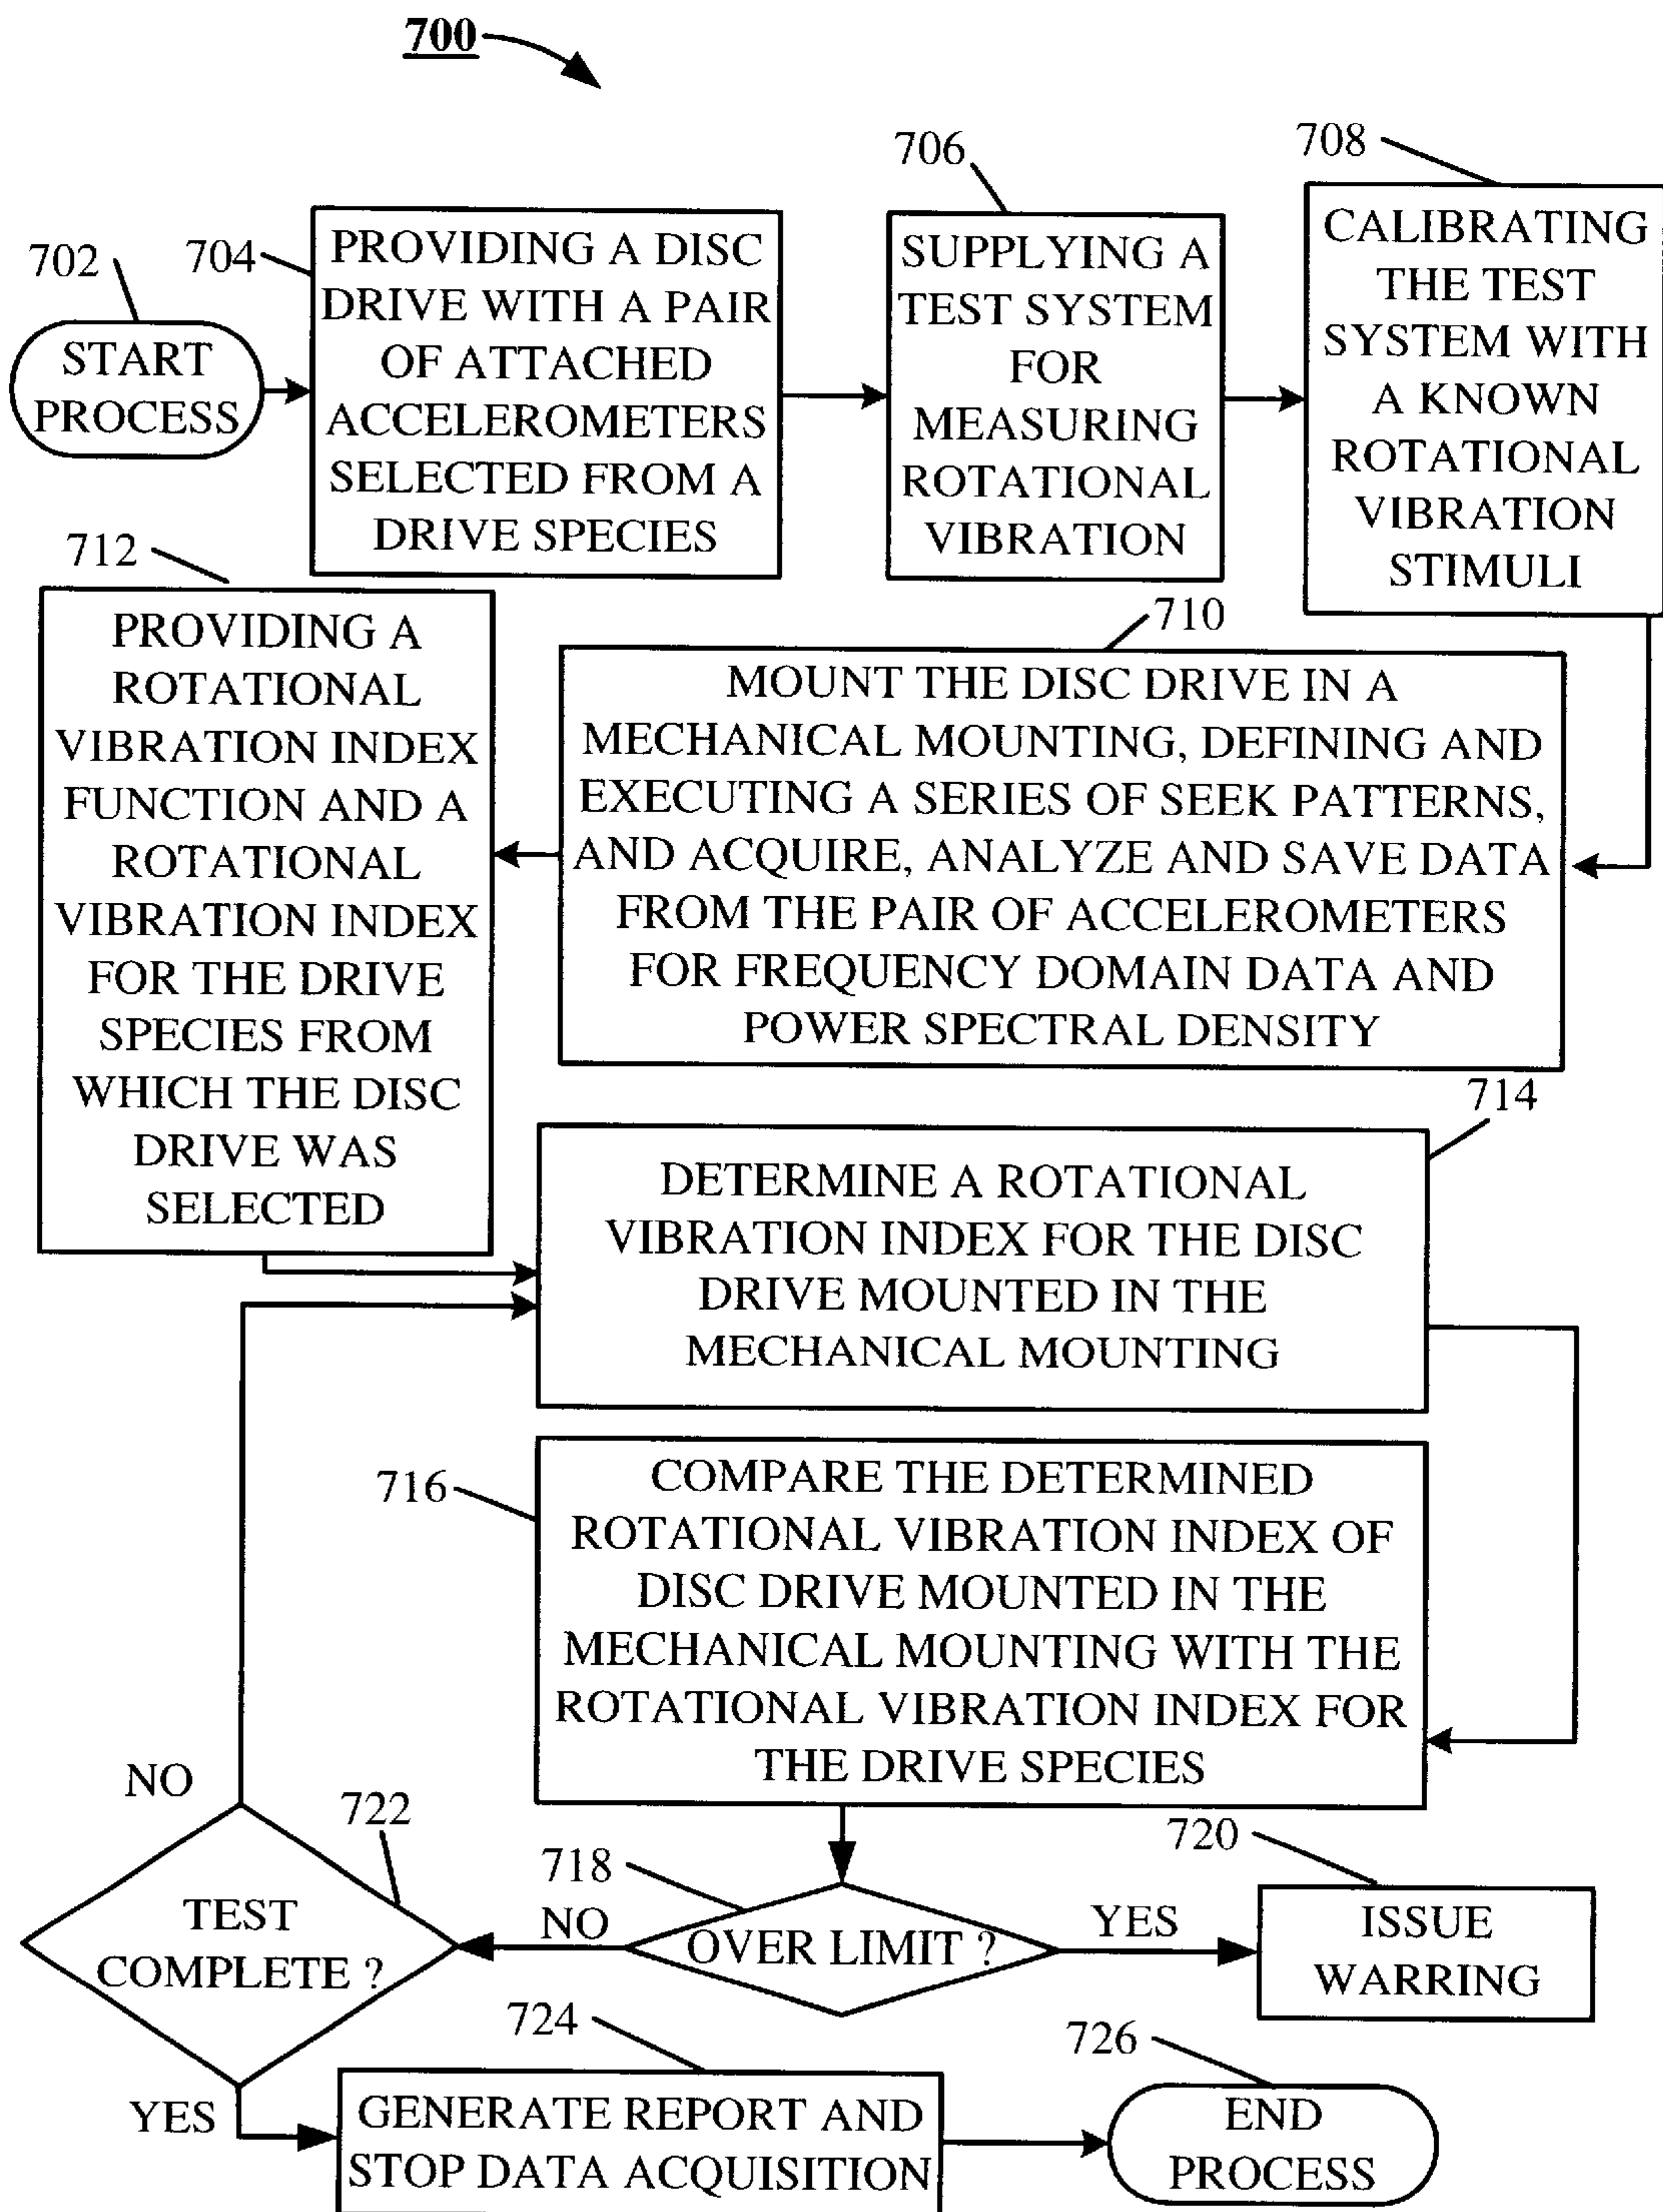 700
702
START
PROCESS
704
PROVIDING A DISC
DRIVE WITH A PAIR
OF ATTACHED
ACCELEROMETERS
SELECTED FROM A
DRIVE SPECIES
706
SUPPLYING A
TEST SYSTEM
FOR
MEASURING
ROTATIONAL
VIBRATION
708
CALIBRATING
THE TEST
SYSTEM WITH
A KNOWN
ROTATIONAL
VIBRATION
STIMULI
710
MOUNT THE DISC DRIVE IN A
MECHANICAL MOUNTING, DEFINING AND
EXECUTING A SERIES OF SEEK PATTERNS,
AND ACQUIRE, ANALYZE AND SAVE DATA
FROM THE PAIR OF ACCELEROMETERS
FOR FREQUENCY DOMAIN DATA AND
POWER SPECTRAL DENSITY
712
PROVIDING A
ROTATIONAL
VIBRATION INDEX
FUNCTION AND A
ROTATIONAL
VIBRATION INDEX
FOR THE DRIVE
SPECIES FROM
WHICH THE DISC
DRIVE WAS
SELECTED
714
DETERMINE A ROTATIONAL
VIBRATION INDEX FOR THE DISC
DRIVE MOUNTED IN THE
MECHANICAL MOUNTING
716
COMPARE THE DETERMINED
ROTATIONAL VIBRATION INDEX OF
DISC DRIVE MOUNTED IN THE
MECHANICAL MOUNTING WITH THE
ROTATIONAL VIBRATION INDEX FOR
THE DRIVE SPECIES
718
OVER LIMIT ?
YES
720
ISSUE
WARRING
NO
722
TEST
COMPLETE ?
NO
YES
724
GENERATE REPORT AND
STOP DATA ACQUISITION
726
END
PROCESS